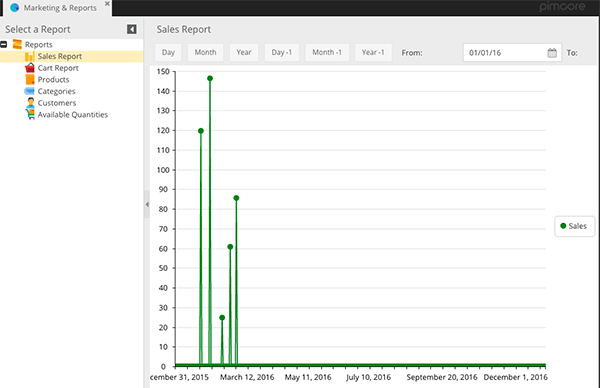 Marketing & Reports
pimcore
Select a Report
Reports
Sales Report
Cart Report
Products
Categories
Customers
Available Quantities
Sales Report
Day
Month
Year
Day -1
Month -1
Year -1
From:
01/01/16
To:
150
140
130
120
110
100
90
80
70
60
50
40
30
20
10
0
cember 31, 2015
March 12, 2016
May 11, 2016
July 10, 2016
September 20, 2016
December 1, 2016
Sales